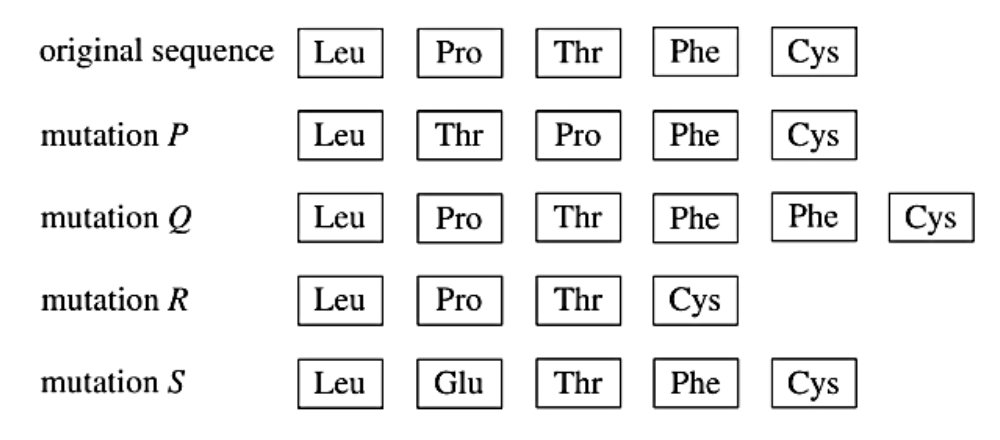 original sequence Leu Pro Thr Phe Cys
mutation P Leu Thr Pro Phe Cys
mutation Q Leu Pro Thr Phe Phe Cys
mutation R Leu Pro Thr Cys
mutation S Leu Glu Thr Phe Cys